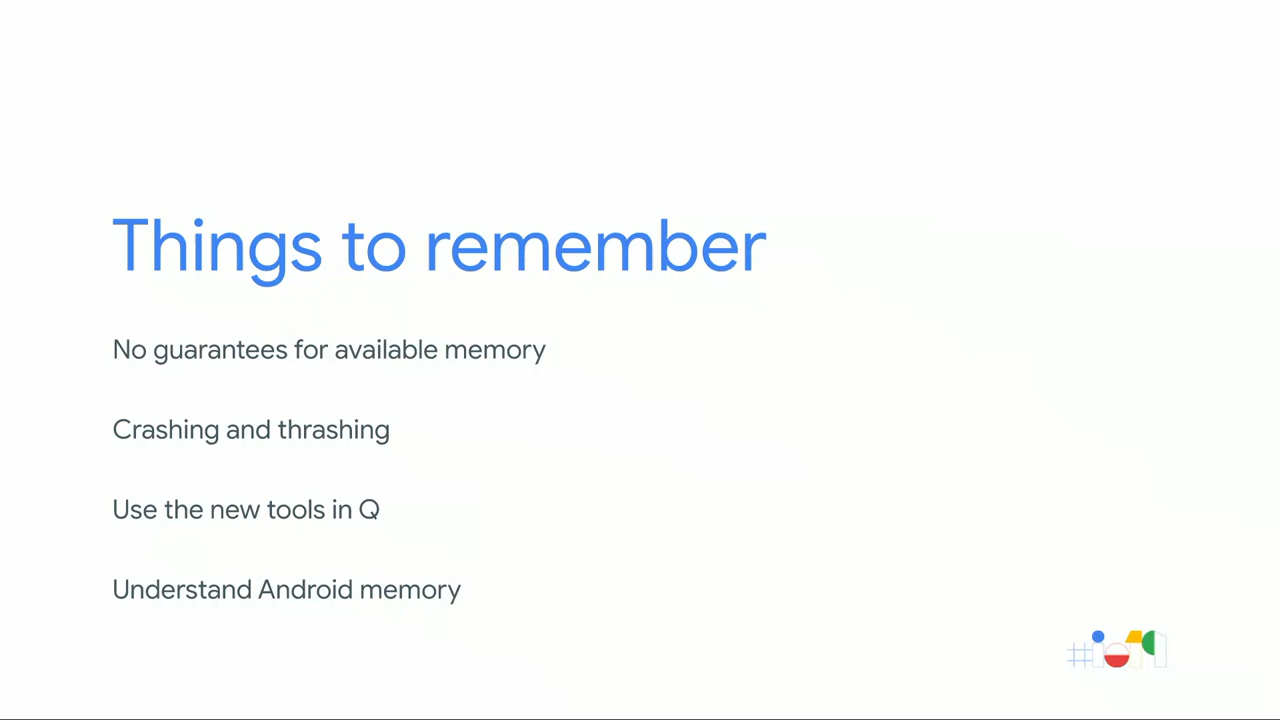 Things to remember
No guarantees for available memory
Crashing and thrashing
Use the new tools in Q
Understand Android memory
#io19